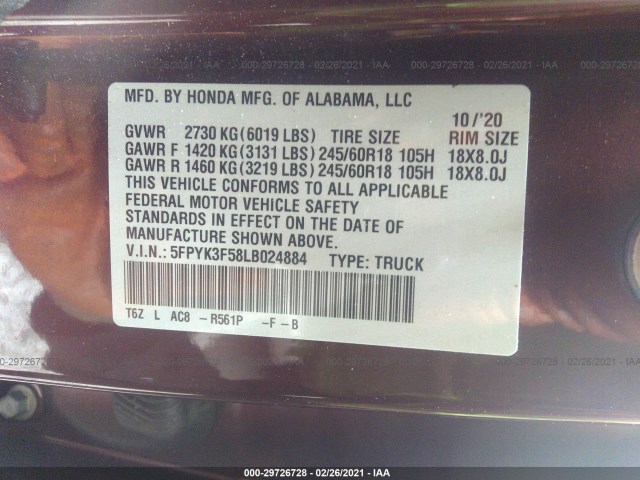 000-29726728 - 02/26/2021 - IAA
MFD. BY HONDA MFG. OF ALABAMA, LLC
10/'20
GVWR 2730 KG(6019 LBS) TIRE SIZE RIM SIZE
GAWR F 1420 KG(3131 LBS) 245/60R18 105H 18X8.0J
GAWR R 1460 KG(3219 LBS) 245/60R18 105H 18X8.0J
THIS VEHICLE CONFORMS TO ALL APPLICABLE
FEDERAL MOTOR VEHICLE SAFETY
STANDARDS IN EFFECT ON THE DATE OF
MANUFACTURE SHOWN ABOVE.
V.I.N.: 5FPYK3F58LB024884 TYPE: TRUCK
T6Z L AC8 -R561P -F-B
000-29726728 - 02/26/2021 - IAA